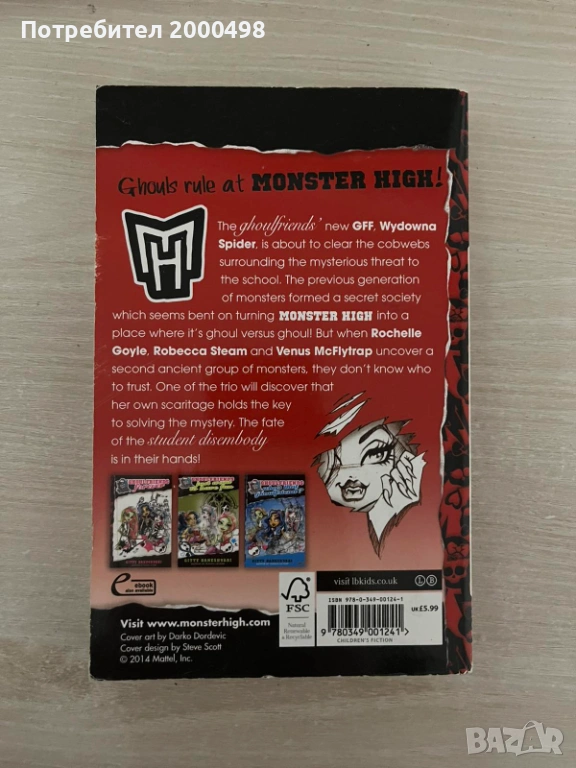 Потребител 2000498
Ghouls rule at MONSTER HIGH!
The ghoulfriends' new GFF, Wydowna
Spider, is about to clear the cobwebs
surrounding the mysterious threat to
the school. The previous generation
of monsters formed a secret society
which seems bent on turning MONSTER HIGH into a
place where it's ghoul versus ghoul! But when Rochelle
Goyle, Robecca Steam and Venus McFlytrap uncover a
second ancient group of monsters, they don't know who
to trust. One of the trio will discover that
her own scaritage holds the key
to solving the mystery. The fate
of the student disembody
is in their hands!
ebook
also available
Visit www.monsterhigh.com
Cover art by Darko Dordevic
Cover design by Steve Scott
© 2014 Mattel, Inc.
FSC
visit lbkids.co.uk
L B
ISBN 978-0-349-00124-1
UK £5.99
9 780349 001241 >
CHILDREN'S FICTION
BAZAR